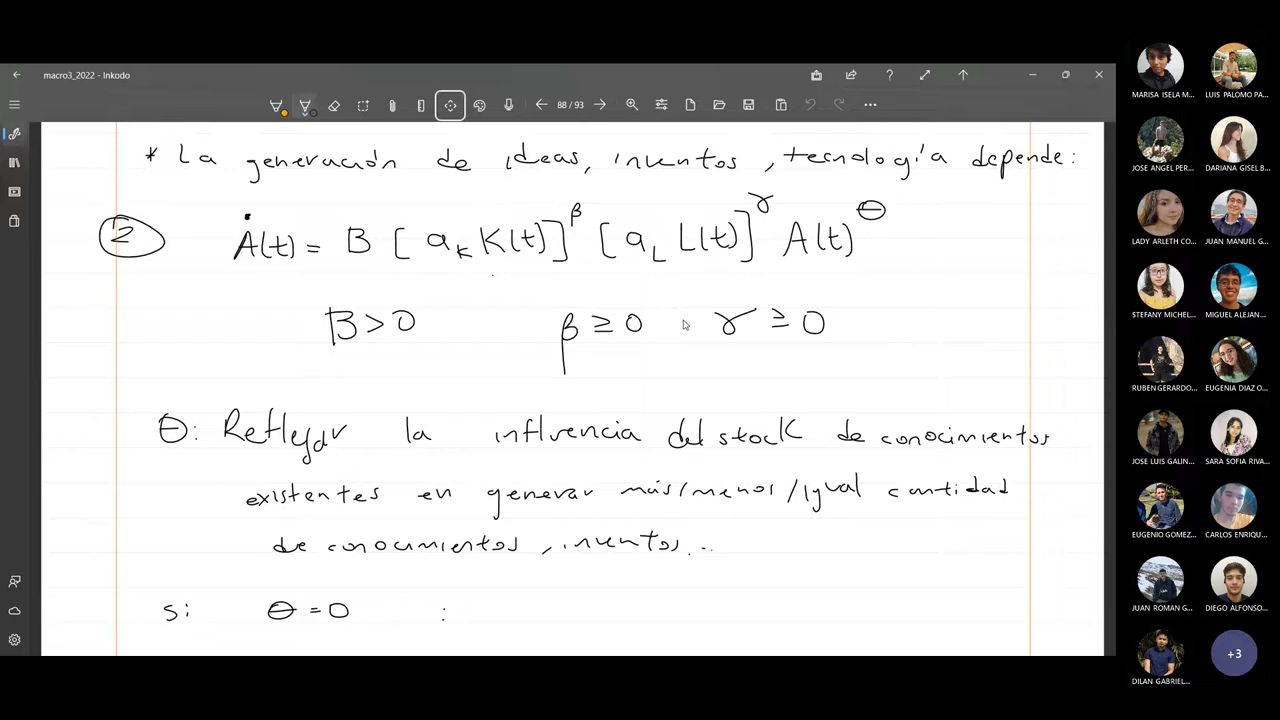 macro3_2022 - Inkodo
88 / 93
* La generación de ideas, inventos, tecnología depende:
2 Ȧ(t) = B [a_K K(t)]^β [a_L L(t)]^γ A(t)^θ
B > 0 β ≥ 0 , γ ≥ 0
θ: Reflejar la influencia del stock de conocimientos
existentes en generar más/menos/igual cantidad
de conocimientos, inventos...
si θ = 0 :
MARISA ISELA M...
LUIS PALOMO PA...
JOSE ANGEL PER...
DARIANA GISEL B...
LADY ARLETH CO...
JUAN MANUEL G...
STEFANY MICHEL...
MIGUEL ALEJAN...
RUBEN GERARDO...
EUGENIA DIAZ O...
JOSE LUIS GALIN...
SARA SOFIA RIVA...
EUGENIO GOMEZ...
CARLOS ENRIQU...
JUAN ROMAN G...
DIEGO ALFONSO...
DILAN GABRIEL...
+3